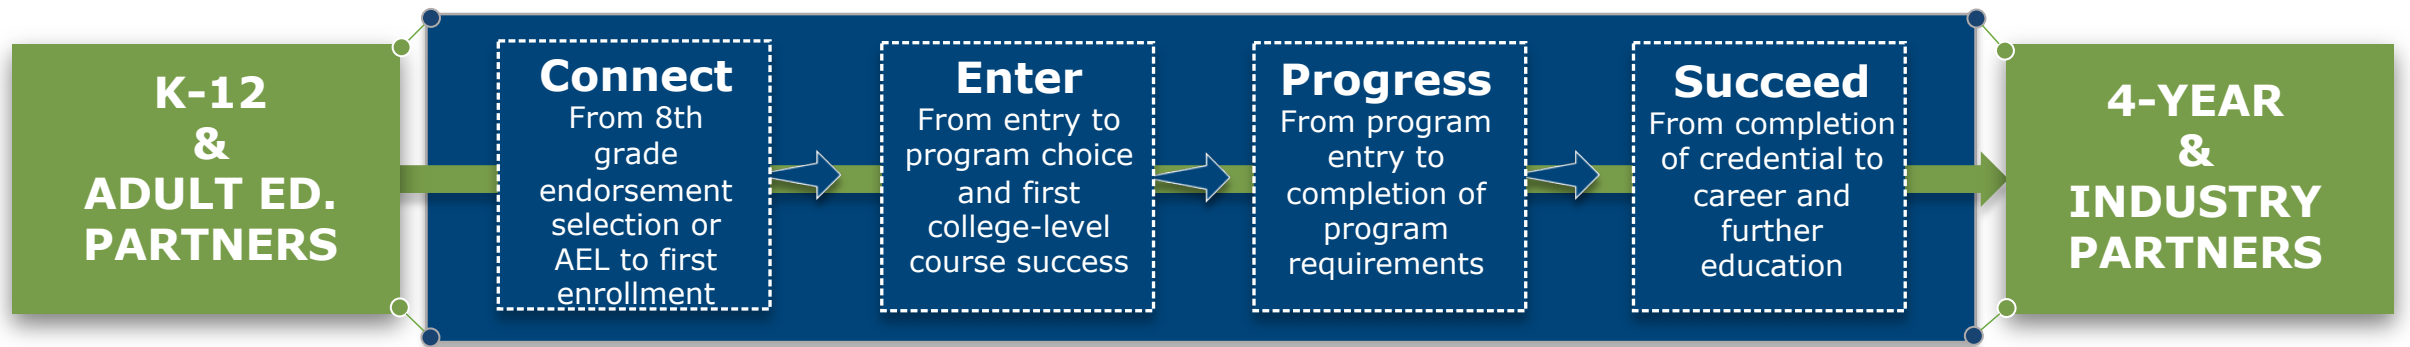 K-12
&
ADULT ED.
PARTNERS
Connect
From 8th
grade
endorsement
selection or
AEL to first
enrollment
Enter
From entry to
program choice
and first
college-level
course success
Progress
From program
entry to
completion of
program
requirements
Succeed
From completion
of credential to
career and
further
education
4-YEAR
&
INDUSTRY
PARTNERS